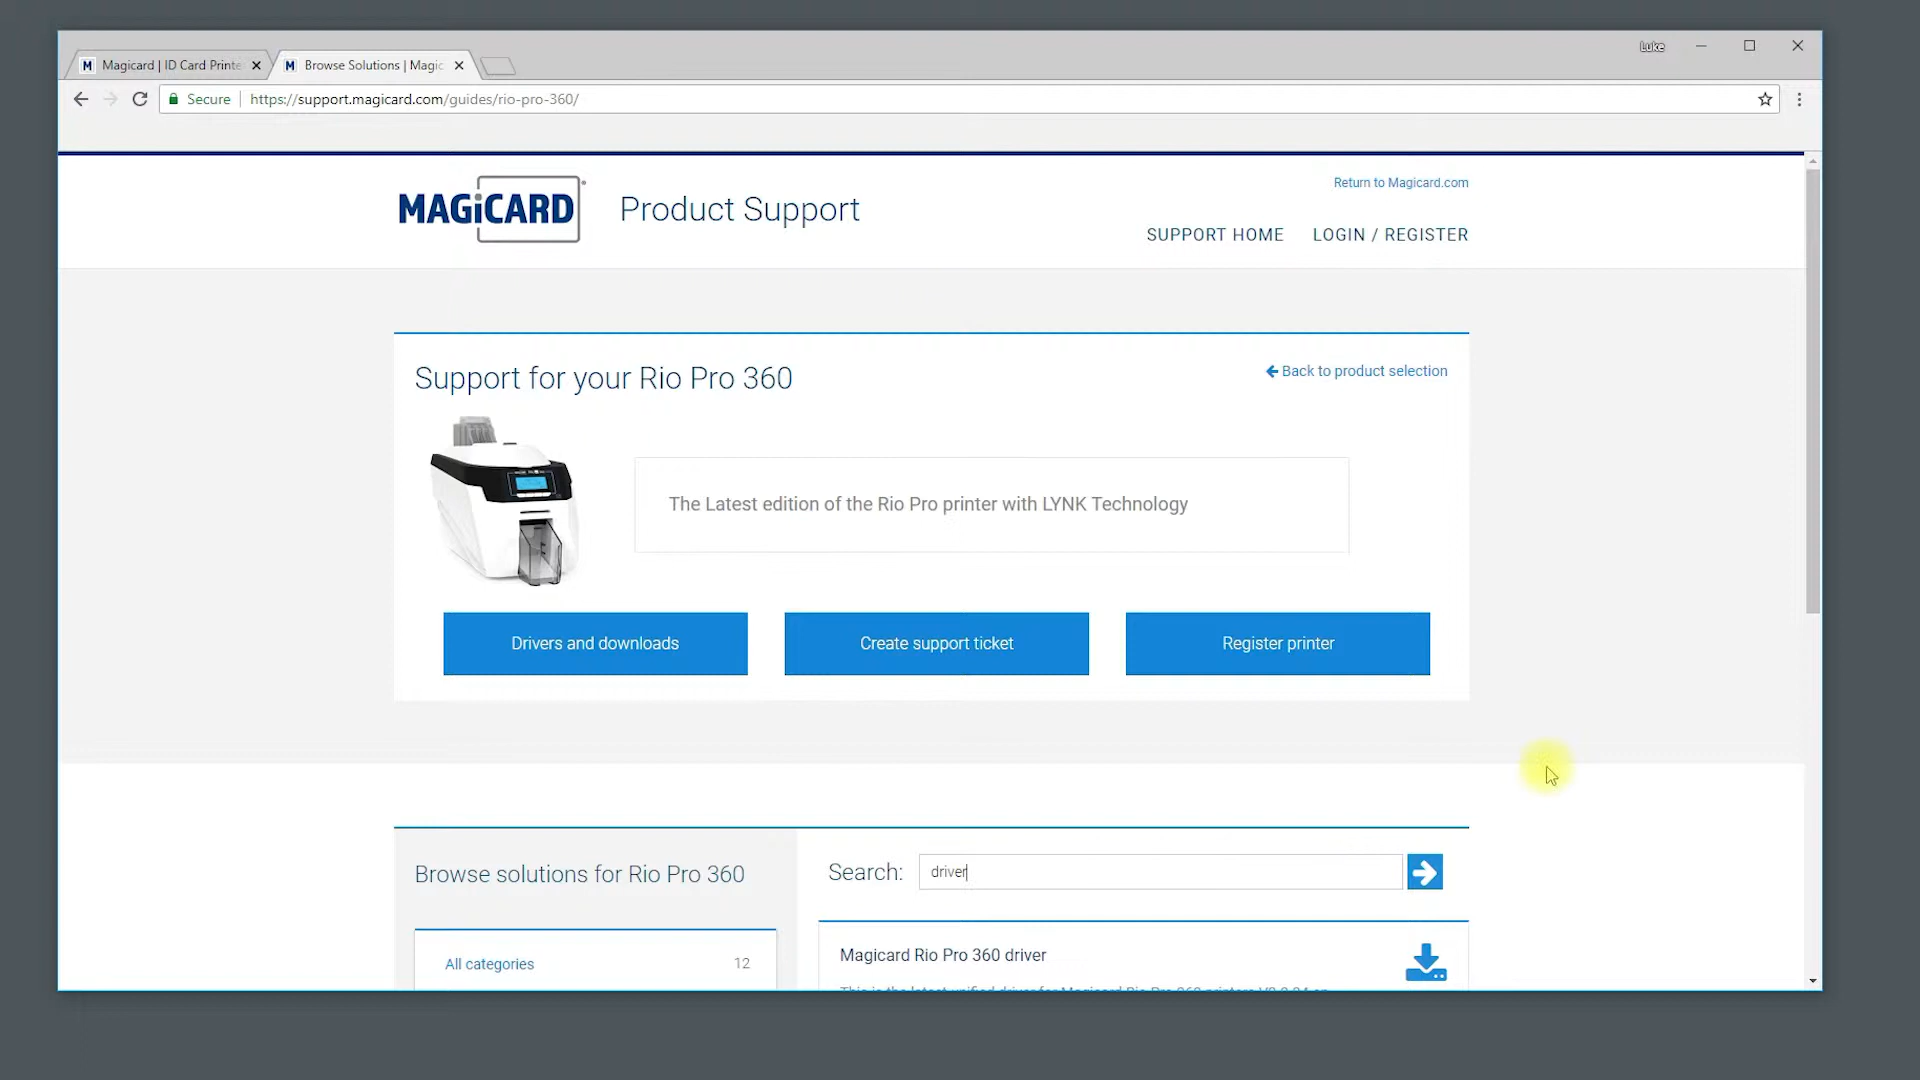 Luke
Magicard | ID Card Printe
Browse Solutions | Magic
Secure
https://support.magicard.com/guides/rio-pro-360/
MAGiCARD
Product Support
Return to Magicard.com
SUPPORT HOME
LOGIN / REGISTER
Support for your Rio Pro 360
Back to product selection
The Latest edition of the Rio Pro printer with LYNK Technology
Drivers and downloads
Create support ticket
Register printer
Browse solutions for Rio Pro 360
Search:
driver
All categories
12
Magicard Rio Pro 360 driver
This is the latest unified driver for Magicard Rio Pro 360 printers